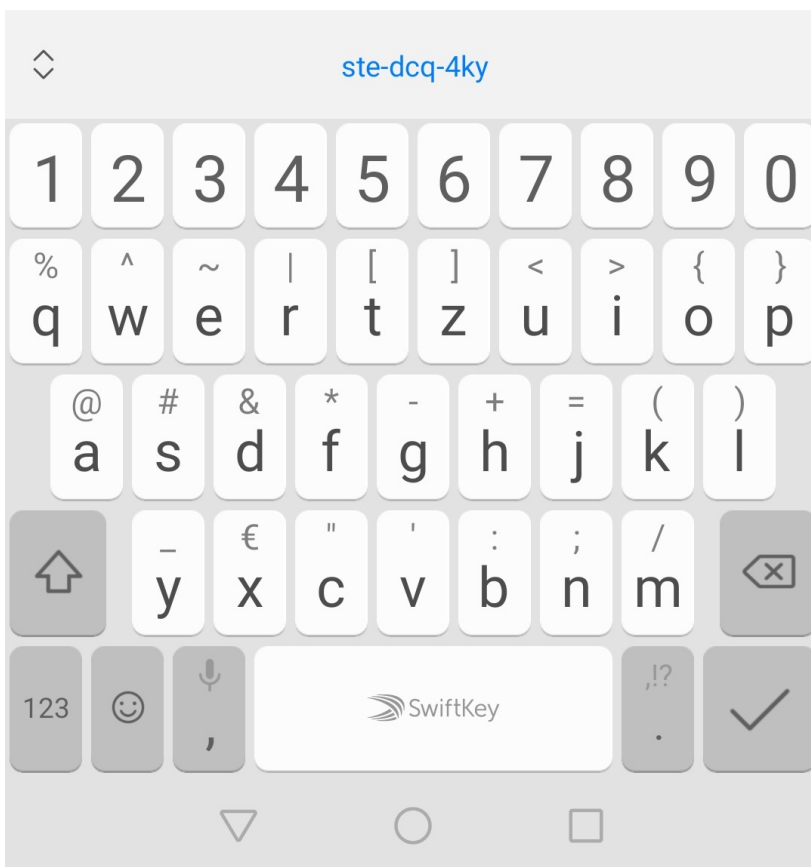 ste-dcq-4ky
1 2 3 4 5 6 7 8 9 0
% ^ ~ | [ ] < > { }
q w e r t z u i o p
@ # & * - + = ( )
a s d f g h j k l
_ € " ' : ; /
y x c v b n m
,!?
123 , SwiftKey .